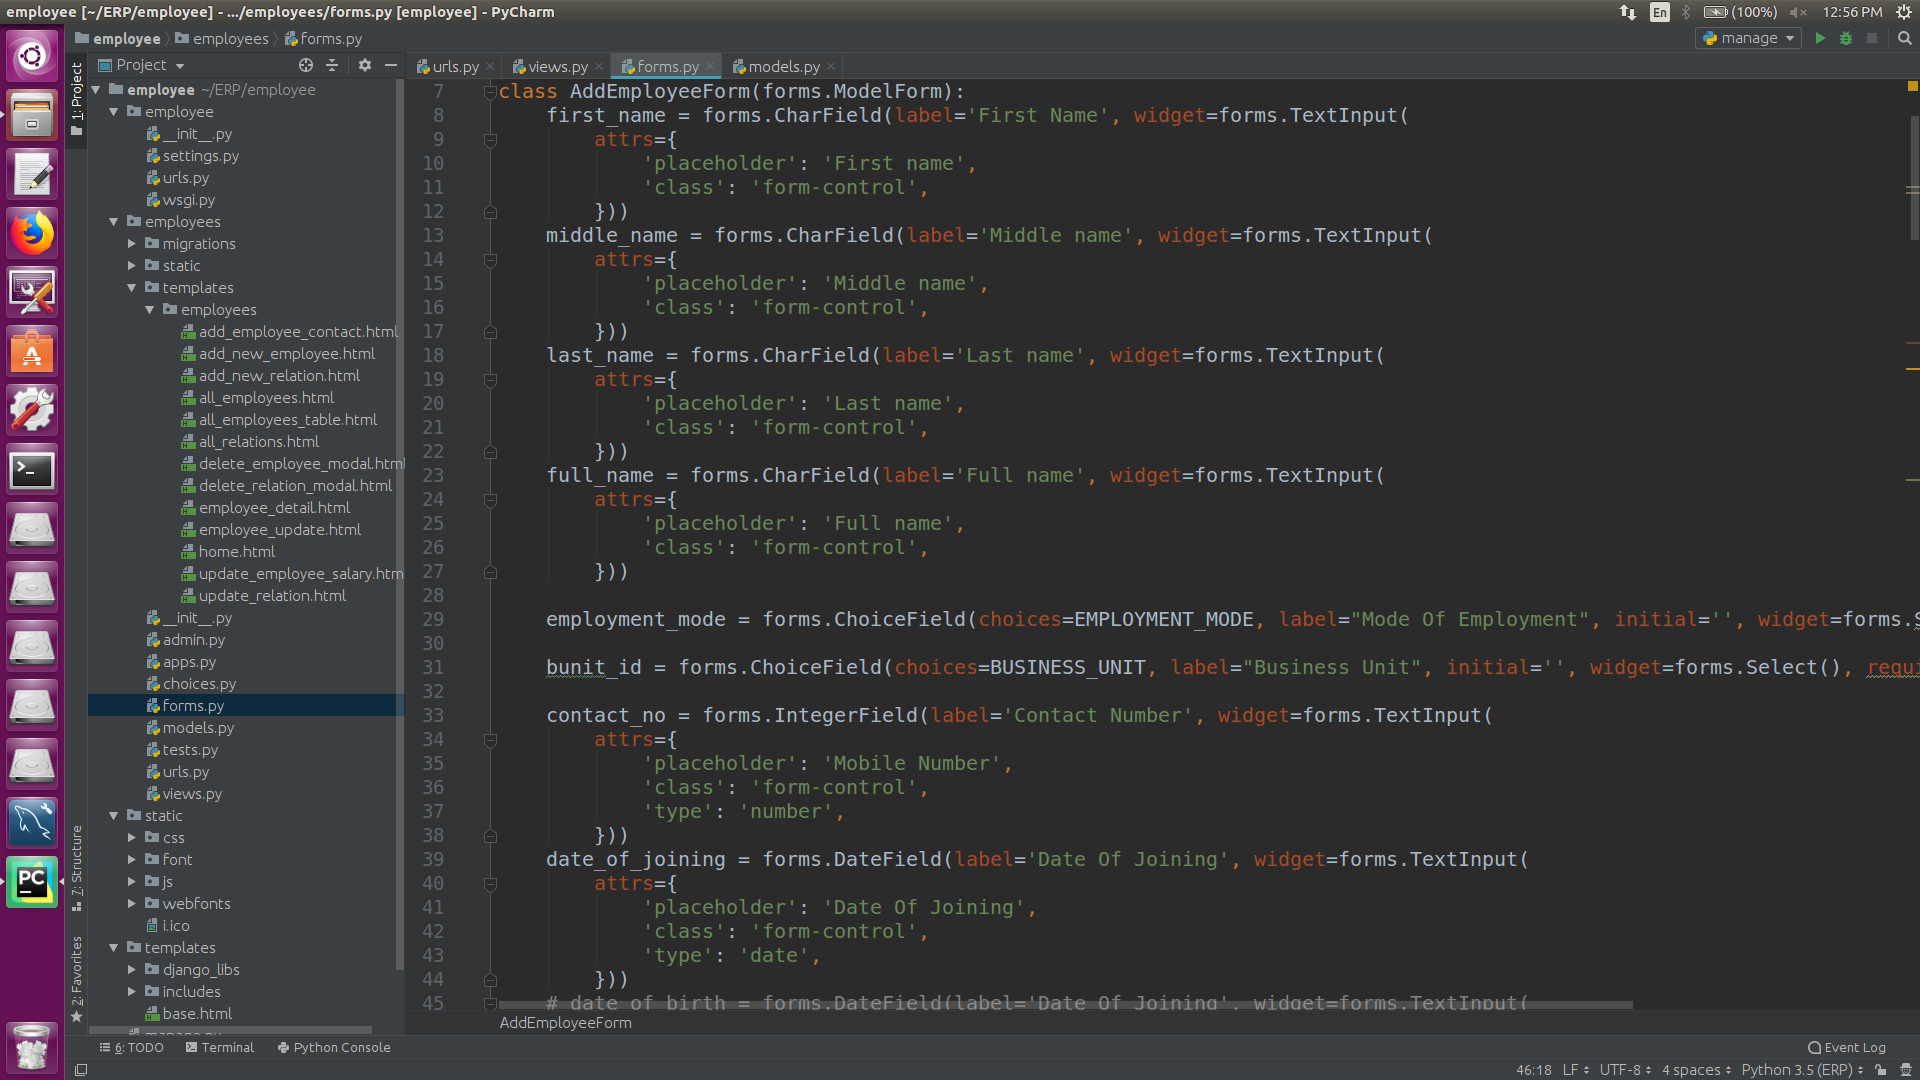 employee [~/ERP/employee] - .../employees/forms.py [employee] - PyCharm
En (100%) 12:56 PM
employee employees forms.py
manage
1: Project
Project
urls.py views.py forms.py models.py
employee ~/ERP/employee
employee
__init__.py
settings.py
urls.py
wsgi.py
employees
migrations
static
templates
employees
add_employee_contact.html
add_new_employee.html
add_new_relation.html
all_employees.html
all_employees_table.html
all_relations.html
delete_employee_modal.html
delete_relation_modal.html
employee_detail.html
employee_update.html
home.html
update_employee_salary.htm
update_relation.html
__init__.py
admin.py
apps.py
choices.py
forms.py
models.py
tests.py
urls.py
views.py
static
css
font
js
webfonts
i.ico
templates
django_libs
includes
base.html
manage.py
7: Structure
2: Favorites
PC
7 class AddEmployeeForm(forms.ModelForm):
8 first_name = forms.CharField(label='First Name', widget=forms.TextInput(
9 attrs={
10 'placeholder': 'First name',
11 'class': 'form-control',
12 }))
13 middle_name = forms.CharField(label='Middle name', widget=forms.TextInput(
14 attrs={
15 'placeholder': 'Middle name',
16 'class': 'form-control',
17 }))
18 last_name = forms.CharField(label='Last name', widget=forms.TextInput(
19 attrs={
20 'placeholder': 'Last name',
21 'class': 'form-control',
22 }))
23 full_name = forms.CharField(label='Full name', widget=forms.TextInput(
24 attrs={
25 'placeholder': 'Full name',
26 'class': 'form-control',
27 }))
28
29 employment_mode = forms.ChoiceField(choices=EMPLOYMENT_MODE, label="Mode Of Employment", initial='', widget=forms.S
30
31 bunit_id = forms.ChoiceField(choices=BUSINESS_UNIT, label="Business Unit", initial='', widget=forms.Select(), requi
32
33 contact_no = forms.IntegerField(label='Contact Number', widget=forms.TextInput(
34 attrs={
35 'placeholder': 'Mobile Number',
36 'class': 'form-control',
37 'type': 'number',
38 }))
39 date_of_joining = forms.DateField(label='Date Of Joining', widget=forms.TextInput(
40 attrs={
41 'placeholder': 'Date Of Joining',
42 'class': 'form-control',
43 'type': 'date',
44 }))
45 # date of birth = forms.DateField(label='Date Of Joining', widget=forms.TextInput(
AddEmployeeForm
6: TODO Terminal Python Console Event Log
46:18 LF UTF-8 4 spaces Python 3.5 (ERP)